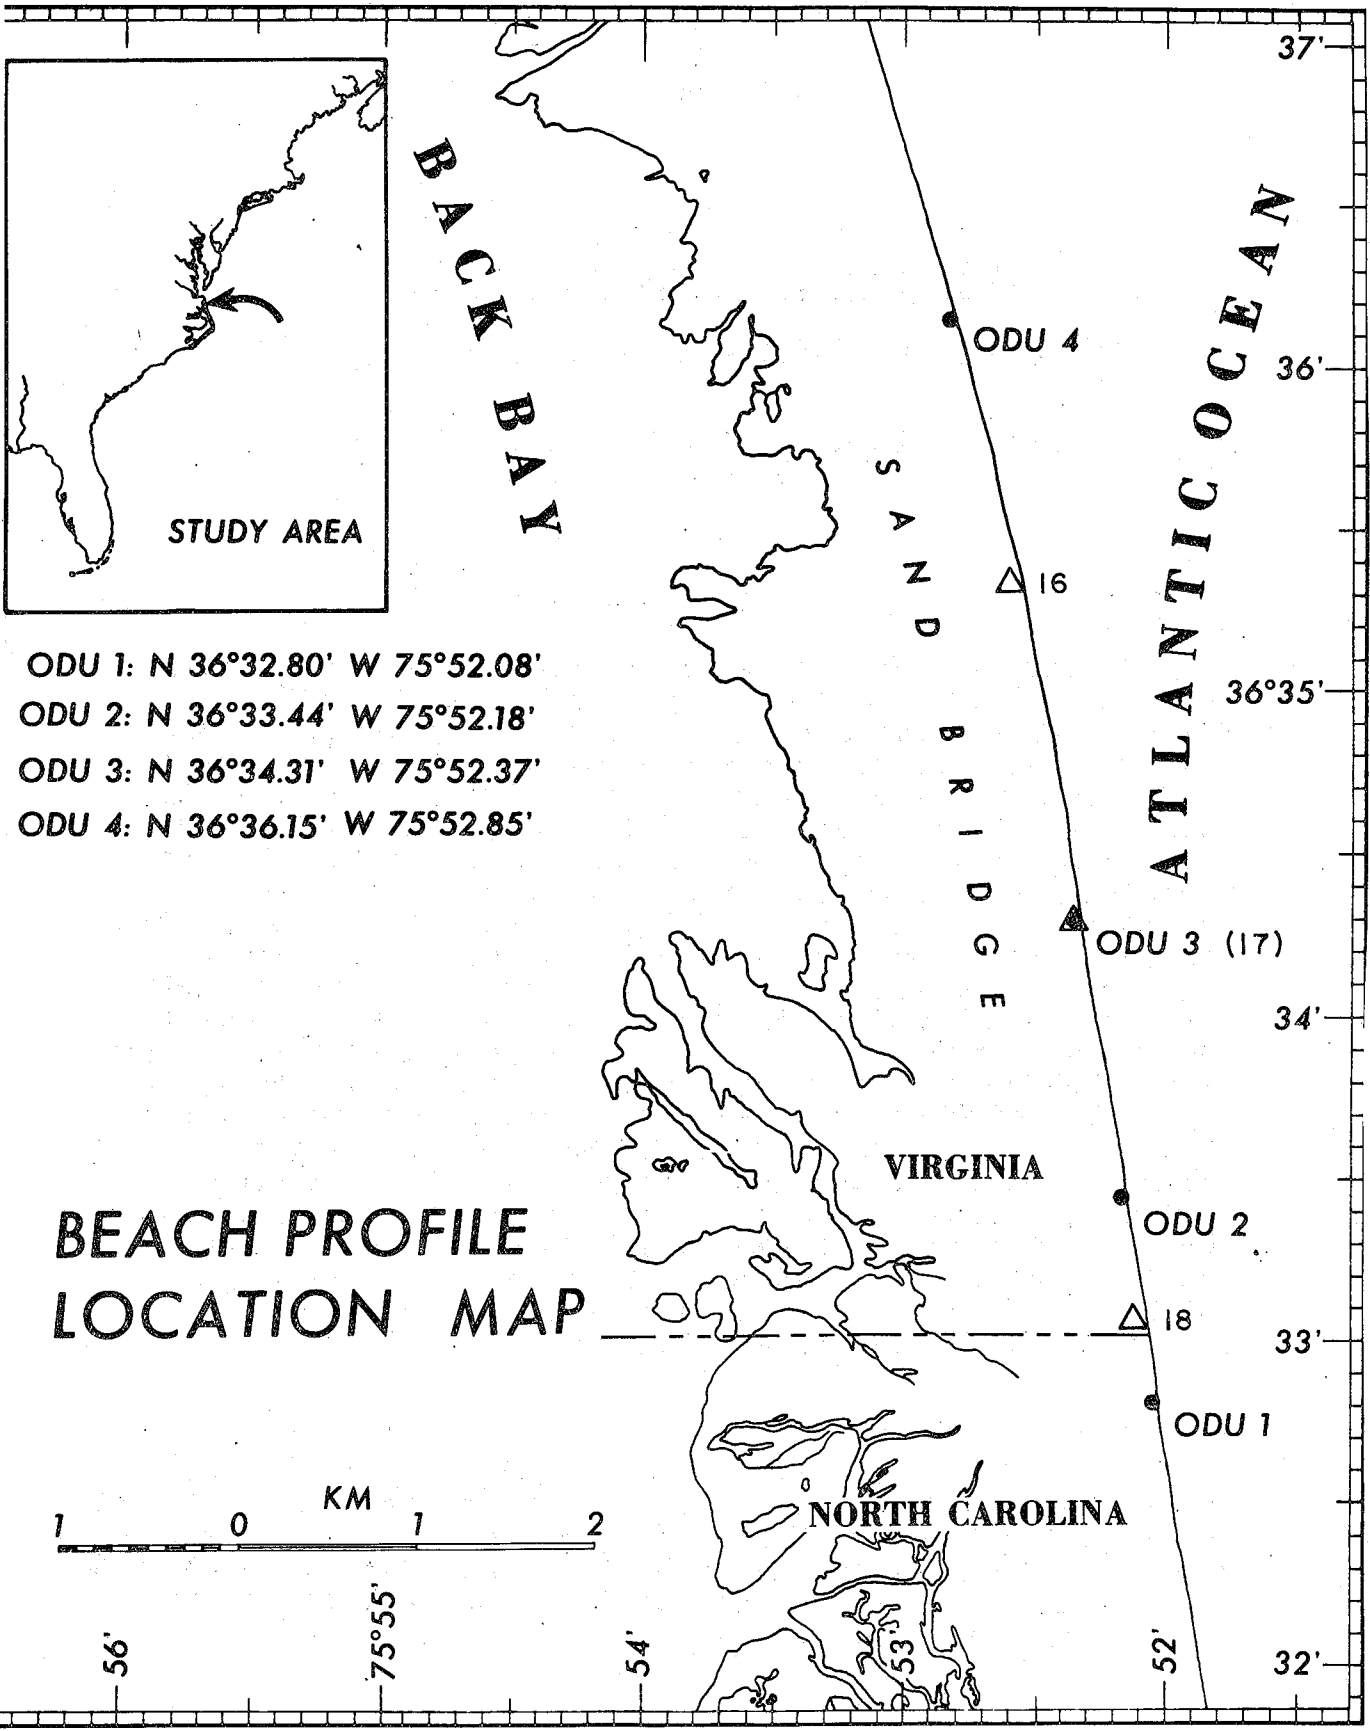 37'
BACK BAY
ATLANTIC OCEAN
ODU 4
36'
SAND BRIDGE
STUDY AREA
16
ODU 1: N 36°32.80' W 75°52.08'
ODU 2: N 36°33.44' W 75°52.18'
ODU 3: N 36°34.31' W 75°52.37'
ODU 4: N 36°36.15' W 75°52.85'
36°35'
ODU 3 (17)
34'
VIRGINIA
ODU 2
BEACH PROFILE
LOCATION MAP
18
33'
ODU 1
KM
1 0 1 2
NORTH CAROLINA
56'
75°55'
54'
53'
52'
32'